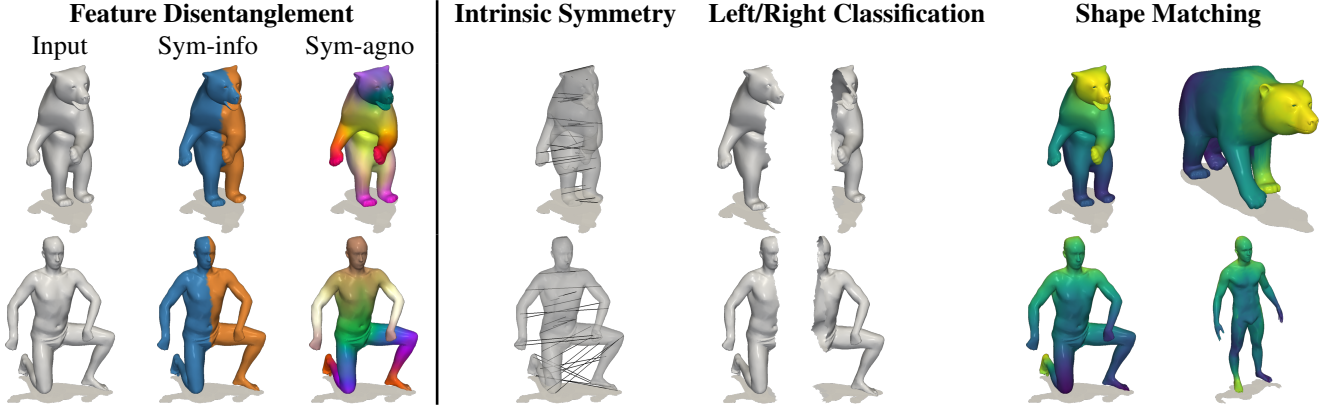 Feature Disentanglement
Intrinsic Symmetry
Left/Right Classification
Shape Matching
Input
Sym-info
Sym-agno